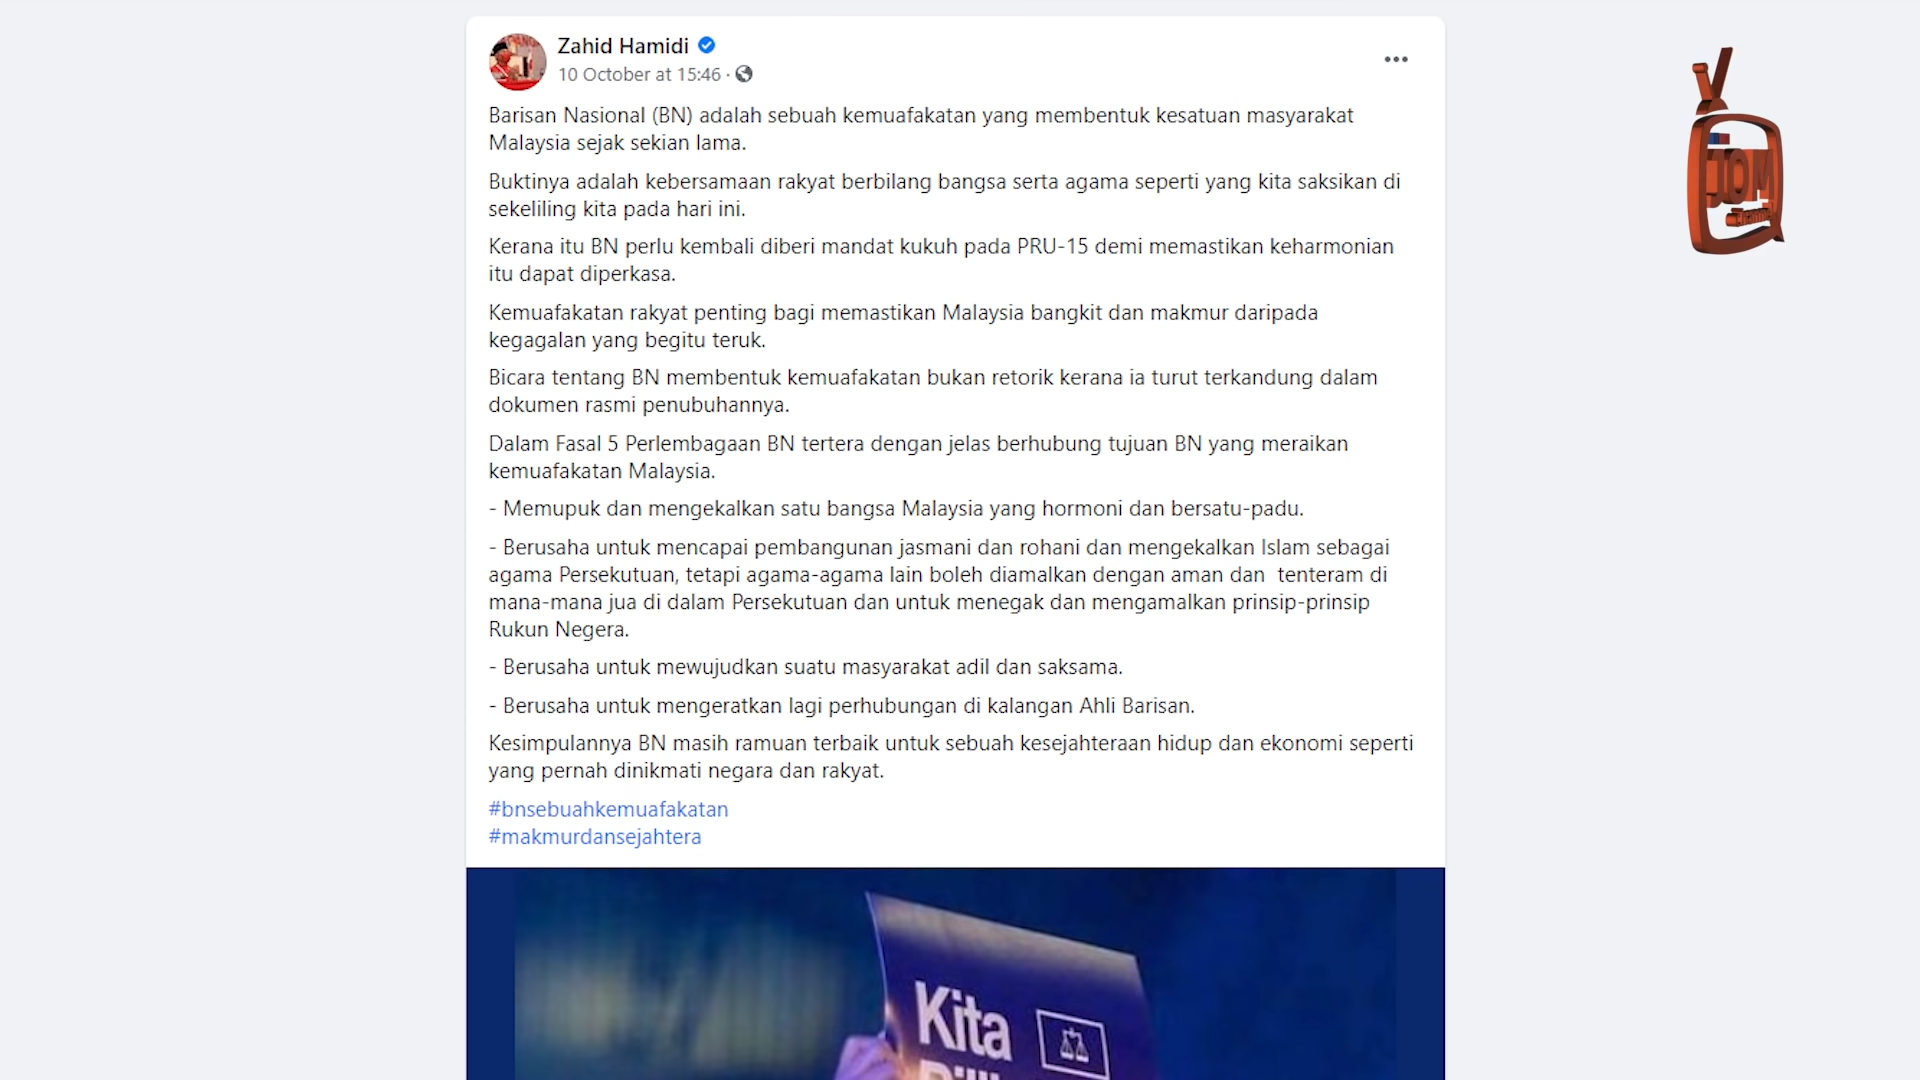 Zahid Hamidi
10 October at 15:46 ·
Barisan Nasional (BN) adalah sebuah kemuafakatan yang membentuk kesatuan masyarakat
Malaysia sejak sekian lama.
Buktinya adalah kebersamaan rakyat berbilang bangsa serta agama seperti yang kita saksikan di
sekeliling kita pada hari ini.
Kerana itu BN perlu kembali diberi mandat kukuh pada PRU-15 demi memastikan keharmonian
itu dapat diperkasa.
Kemuafakatan rakyat penting bagi memastikan Malaysia bangkit dan makmur daripada
kegagalan yang begitu teruk.
Bicara tentang BN membentuk kemuafakatan bukan retorik kerana ia turut terkandung dalam
dokumen rasmi penubuhannya.
Dalam Fasal 5 Perlembagaan BN tertera dengan jelas berhubung tujuan BN yang meraikan
kemuafakatan Malaysia.
- Memupuk dan mengekalkan satu bangsa Malaysia yang hormoni dan bersatu-padu.
- Berusaha untuk mencapai pembangunan jasmani dan rohani dan mengekalkan Islam sebagai
agama Persekutuan, tetapi agama-agama lain boleh diamalkan dengan aman dan  tenteram di
mana-mana jua di dalam Persekutuan dan untuk menegak dan mengamalkan prinsip-prinsip
Rukun Negera.
- Berusaha untuk mewujudkan suatu masyarakat adil dan saksama.
- Berusaha untuk mengeratkan lagi perhubungan di kalangan Ahli Barisan.
Kesimpulannya BN masih ramuan terbaik untuk sebuah kesejahteraan hidup dan ekonomi seperti
yang pernah dinikmati negara dan rakyat.
#bnsebuahkemuafakatan
#makmurdansejahtera
Kita
JOM
Channel